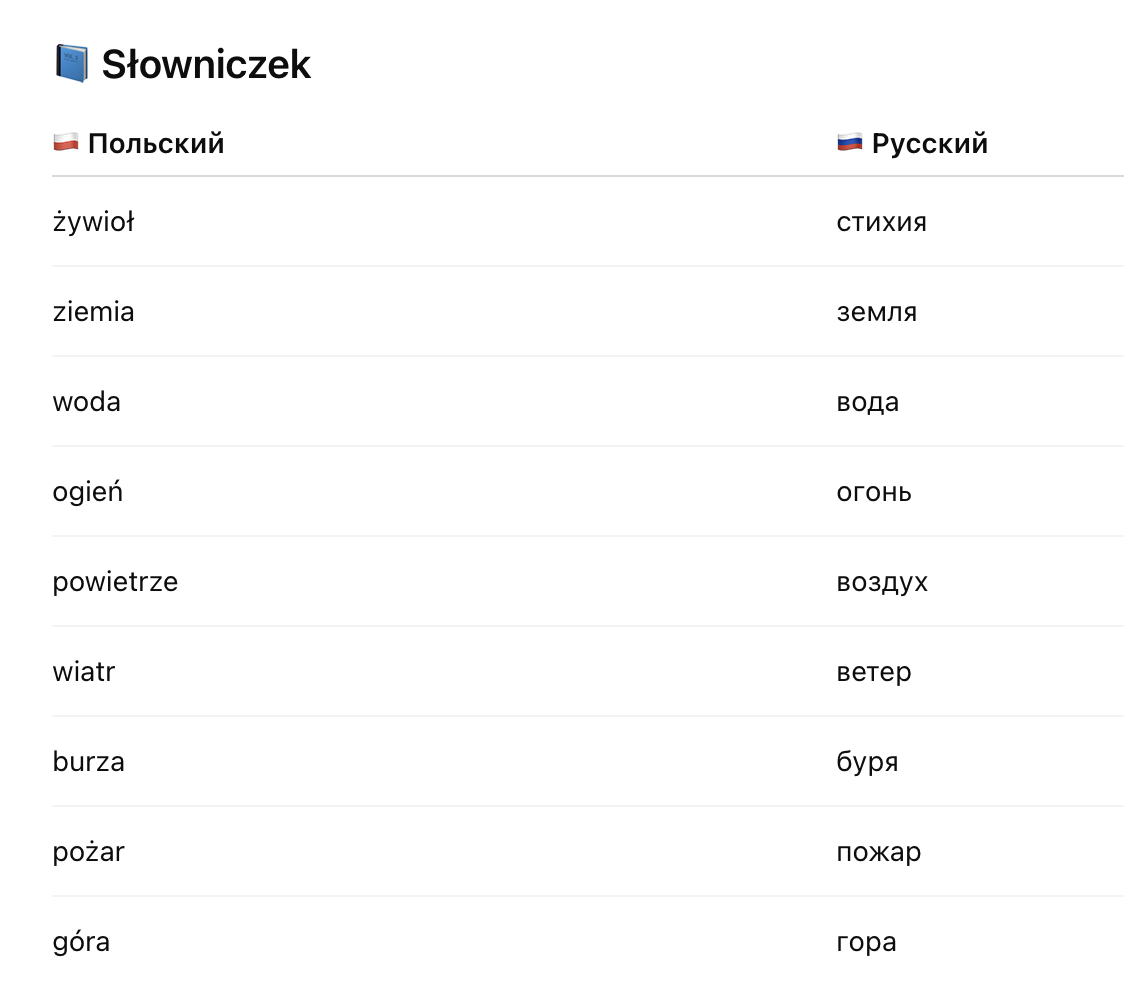 📘 Słowniczek
🇵🇱 Польский 🇷🇺 Русский
żywioł стихия
ziemia земля
woda вода
ogień огонь
powietrze воздух
wiatr ветер
burza буря
pożar пожар
góra гора